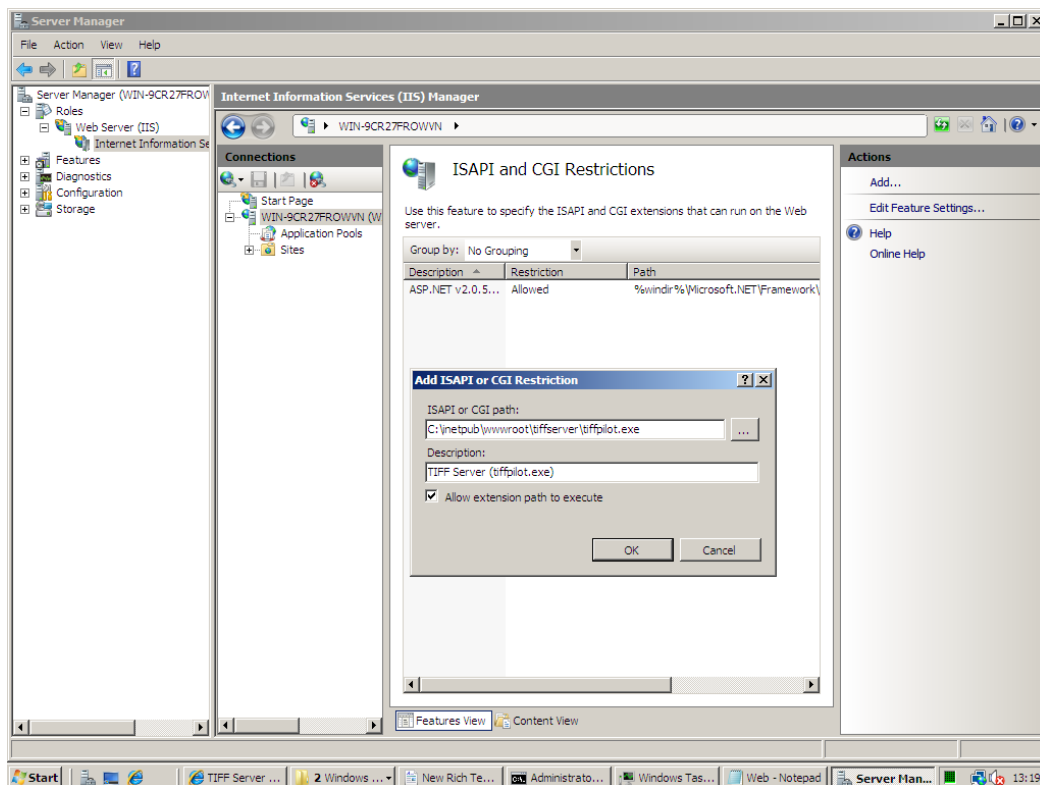 Server Manager
File Action View Help
Server Manager (WIN-9CR27FROW
Roles
Web Server (IIS)
Internet Information Se
Features
Diagnostics
Configuration
Storage
Internet Information Services (IIS) Manager
WIN-9CR27FROWVN
Connections
Start Page
WIN-9CR27FROWVN (W
Application Pools
Sites
ISAPI and CGI Restrictions
Use this feature to specify the ISAPI and CGI extensions that can run on the Web
server.
Group by: No Grouping
Description Restriction Path
ASP.NET v2.0.5... Allowed %windir%\Microsoft.NET\Framework\
Add ISAPI or CGI Restriction
ISAPI or CGI path:
C:\inetpub\wwwroot\tiffserver\tiffpilot.exe
...
Description:
TIFF Server (tiffpilot.exe)
Allow extension path to execute
OK Cancel
Features View Content View
Actions
Add...
Edit Feature Settings...
Help
Online Help
Start TIFF Server ... 2 Windows ... New Rich Te... Administrato... Windows Tas... Web - Notepad Server Man... 13:19